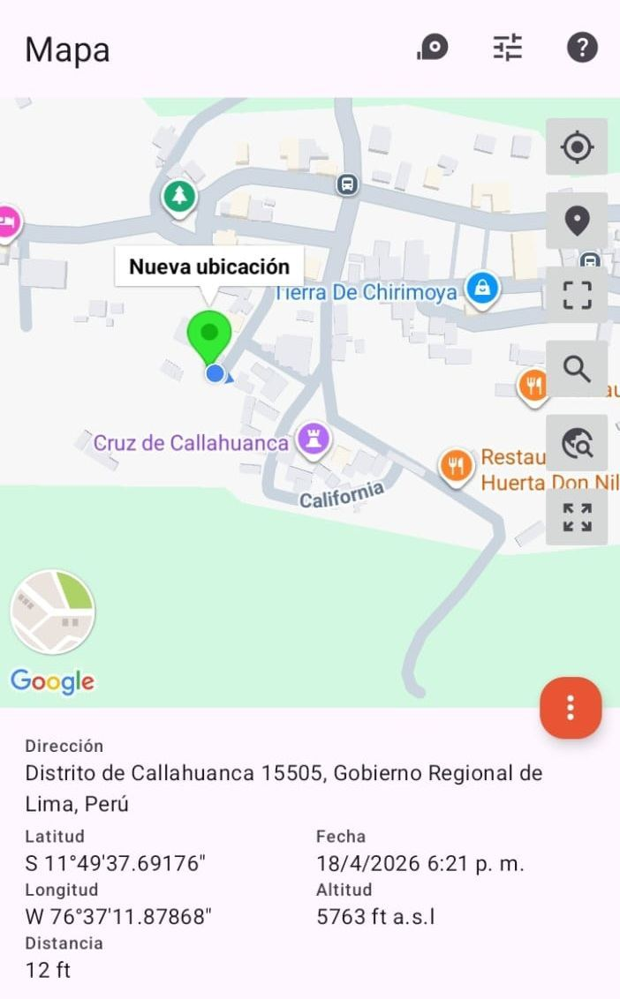 Mapa
Nueva ubicación
Tierra De Chirimoya
Cruz de Callahuanca
Restau
Huerta Don Nil
California
Google
Dirección
Distrito de Callahuanca 15505, Gobierno Regional de
Lima, Perú
Latitud
S 11°49'37.69176"
Fecha
18/4/2026 6:21 p. m.
Longitud
W 76°37'11.87868"
Altitud
5763 ft a.s.l
Distancia
12 ft